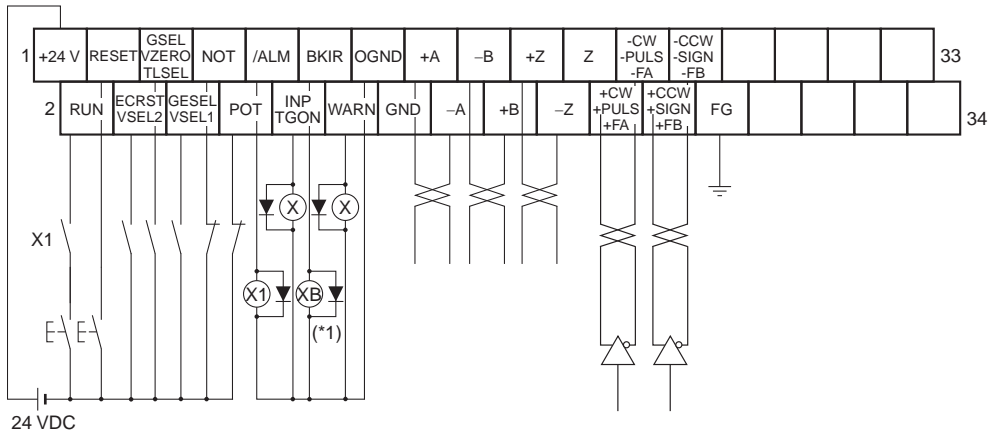 1 +24 V RESET GSEL VZERO TLSEL NOT /ALM BKIR OGND +A −B +Z Z -CW -PULS -FA -CCW -SIGN -FB 33
2 RUN ECRST VSEL2 GESEL VSEL1 POT INP TGON WARN GND −A +B −Z +CW +PULS +FA +CCW +SIGN +FB FG 34
X X
X1
X1 XB
(*1)
24 VDC